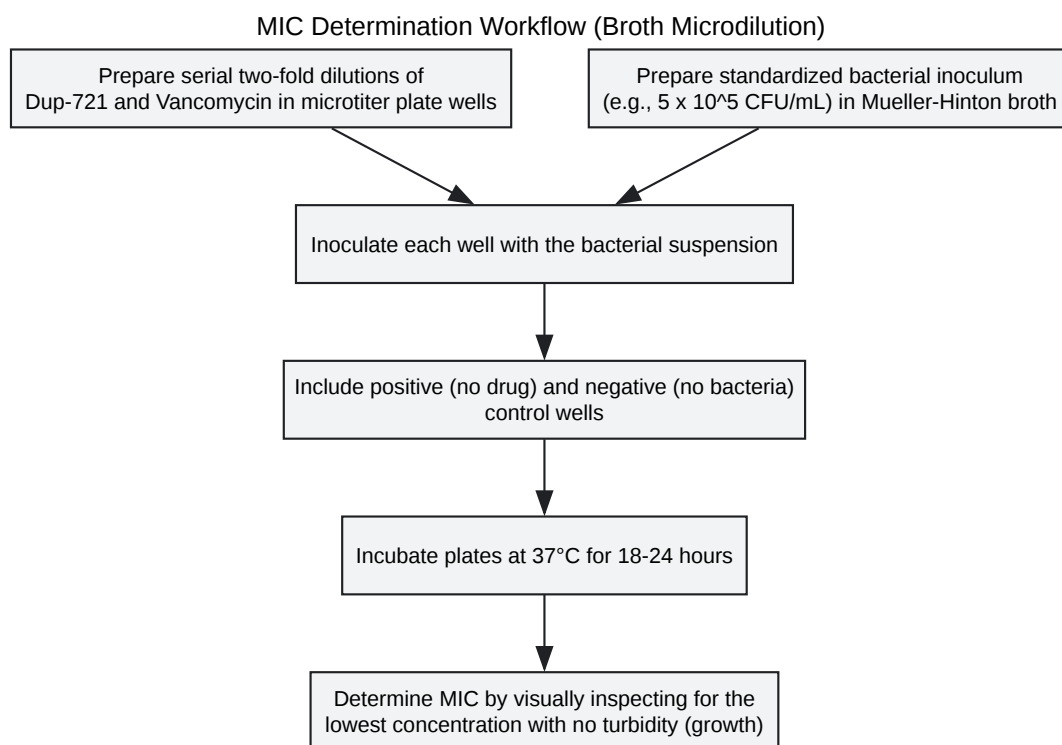 MIC Determination Workflow (Broth Microdilution)
Prepare serial two-fold dilutions of
Dup-721 and Vancomycin in microtiter plate wells
Prepare standardized bacterial inoculum
(e.g., 5 x 10^5 CFU/mL) in Mueller-Hinton broth
Inoculate each well with the bacterial suspension
Include positive (no drug) and negative (no bacteria)
control wells
Incubate plates at 37°C for 18-24 hours
Determine MIC by visually inspecting for the
lowest concentration with no turbidity (growth)